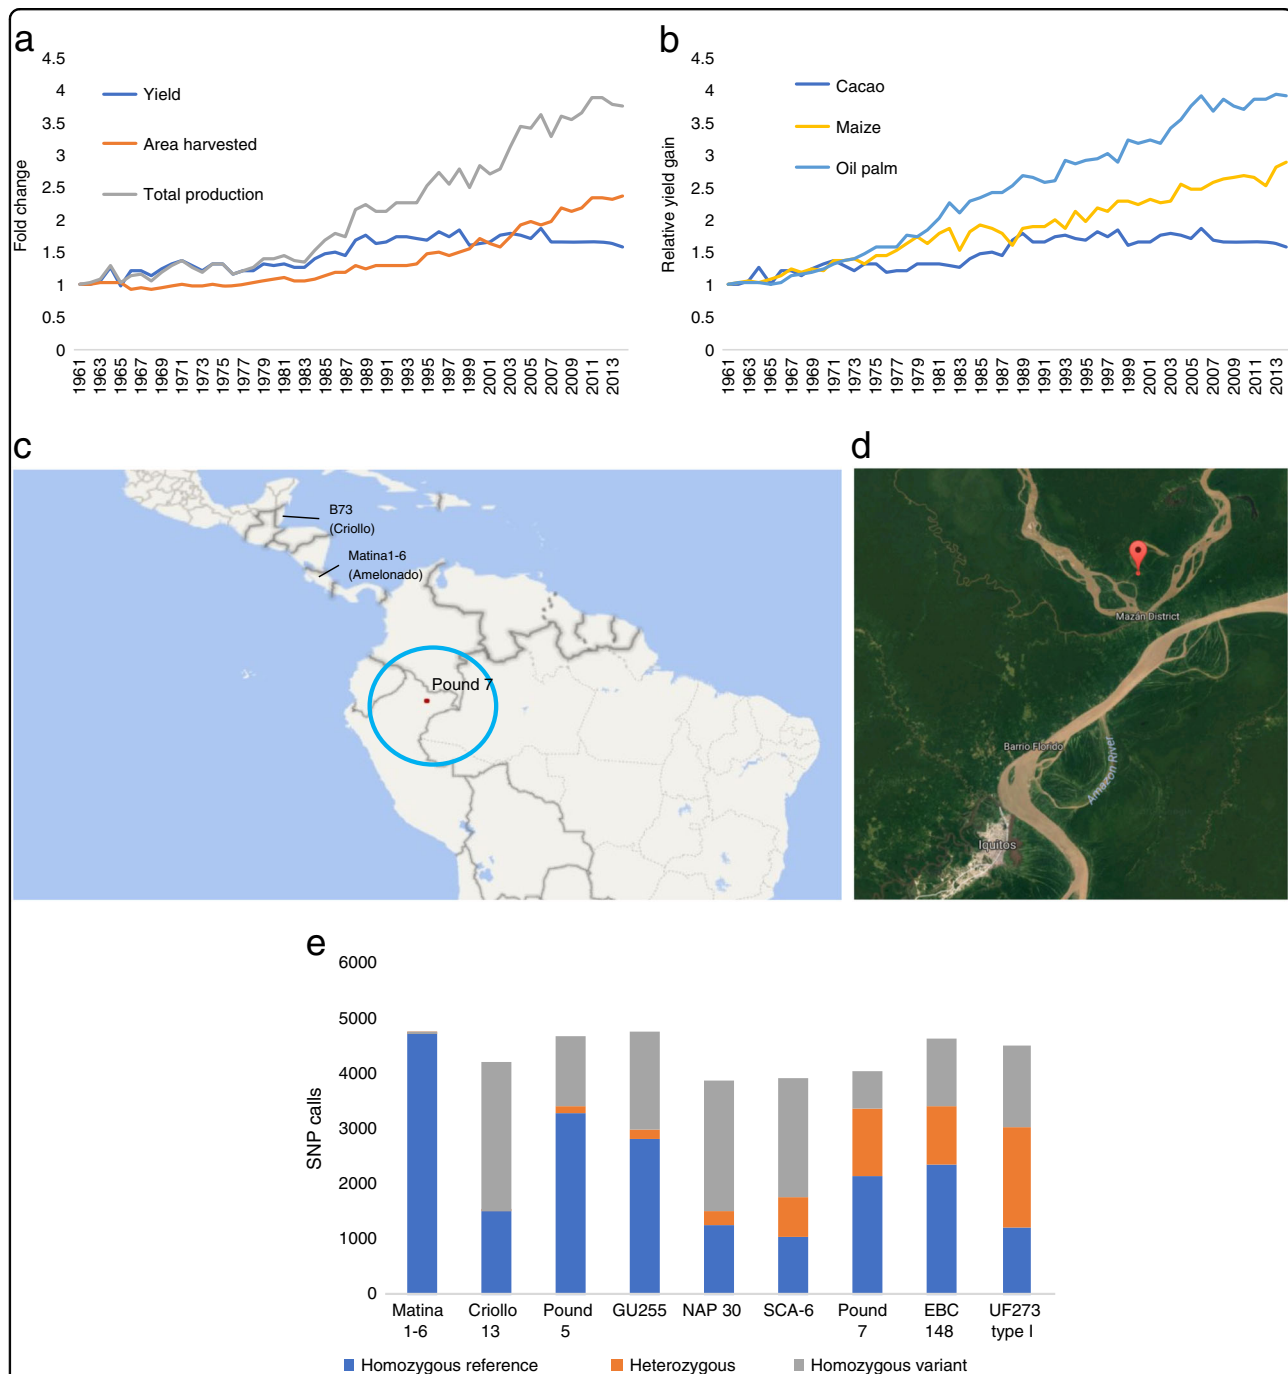 a
4.5
4
3.5
3
2.5
2
1.5
1
0.5
0
Fold change
Yield
Area harvested
Total production
1961
1963
1965
1967
1969
1971
1973
1975
1977
1979
1981
1983
1985
1987
1989
1991
1993
1995
1997
1999
2001
2003
2005
2007
2009
2011
2013
b
4.5
4
3.5
3
2.5
2
1.5
1
0.5
0
Relative yield gain
Cacao
Maize
Oil palm
1961
1963
1965
1967
1969
1971
1973
1975
1977
1979
1981
1983
1985
1987
1989
1991
1993
1995
1997
1999
2001
2003
2005
2007
2009
2011
2013
c
B73
(Criollo)
Matina1-6
(Amelonado)
Pound 7
d
Mazán District
Barrio Florido
Amazon River
Iquitos
e
6000
5000
4000
3000
2000
1000
0
SNP calls
Matina
1-6
Criollo
13
Pound
5
GU255
NAP 30
SCA-6
Pound
7
EBC
148
UF273
type I
Homozygous reference
Heterozygous
Homozygous variant